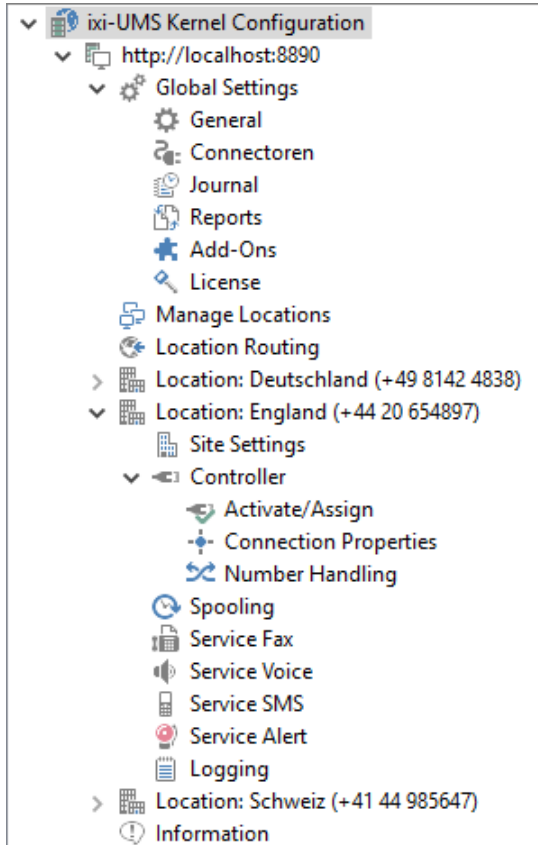 ixi-UMS Kernel Configuration
http://localhost:8890
Global Settings
General
Connectoren
Journal
Reports
Add-Ons
License
Manage Locations
Location Routing
Location: Deutschland (+49 8142 4838)
Location: England (+44 20 654897)
Site Settings
Controller
Activate/Assign
Connection Properties
Number Handling
Spooling
Service Fax
Service Voice
Service SMS
Service Alert
Logging
Location: Schweiz (+41 44 985647)
Information